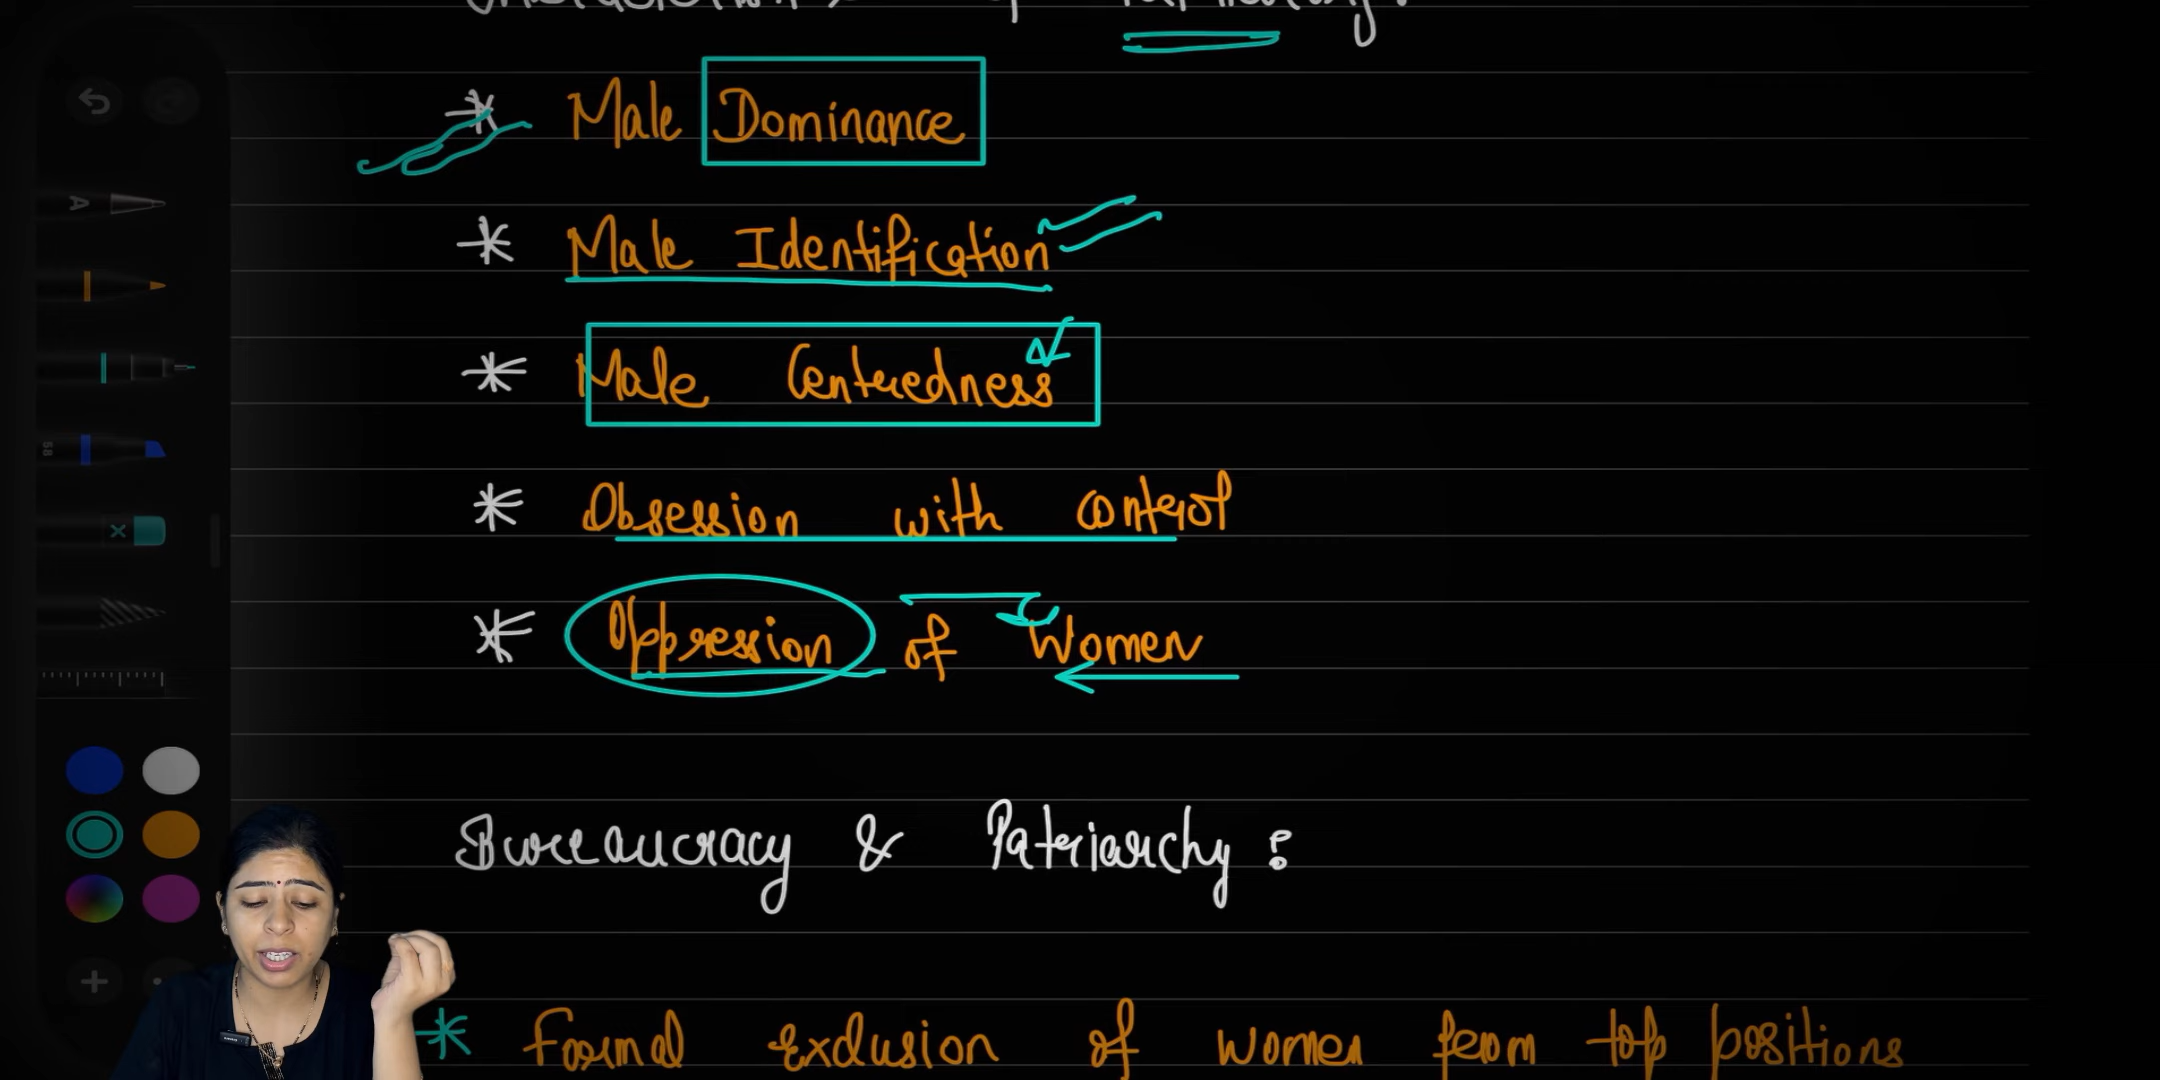 * Male Dominance
* Male Identification
* Male Centeredness
* Obsession with control
* Oppression of Women
Bureaucracy & Patriarchy:
* Formal exclusion of women from top positions